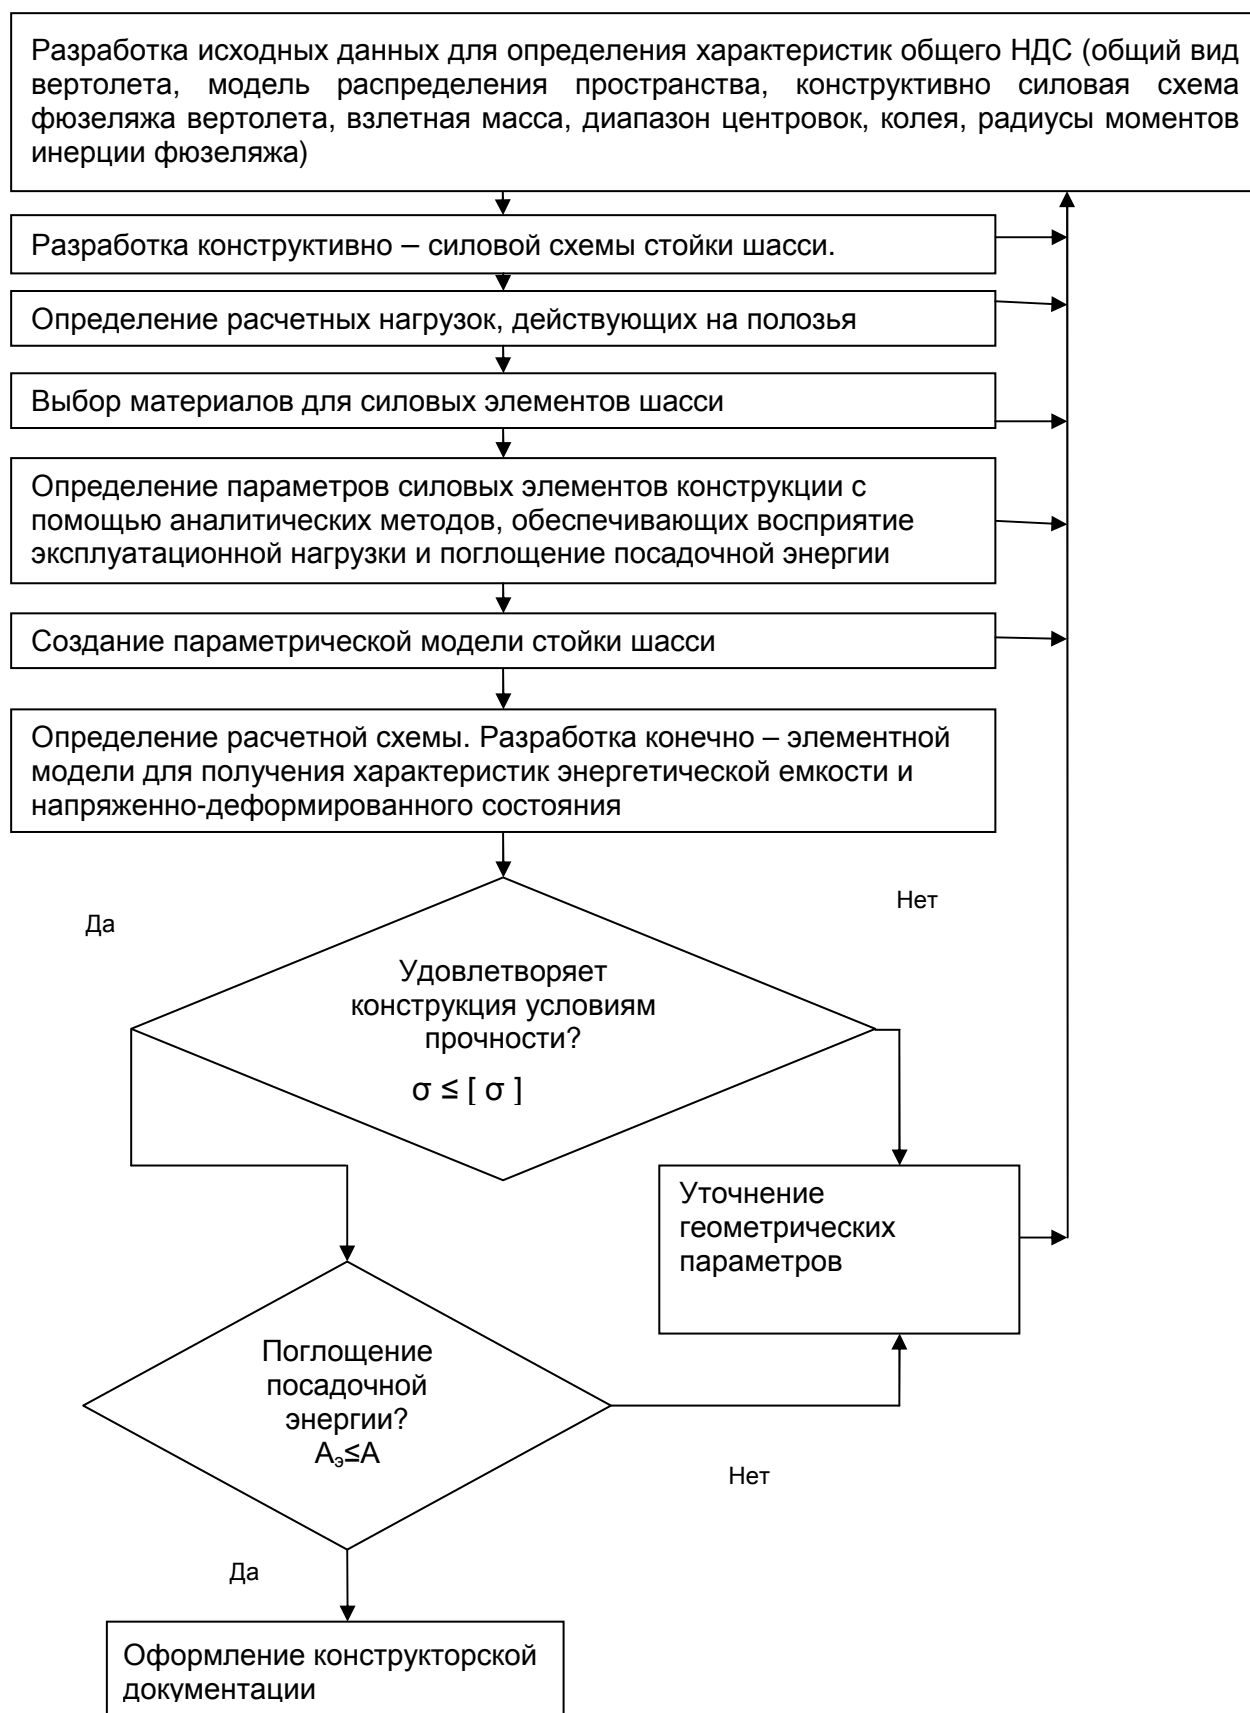 Разработка исходных данных для определения характеристик общего НДС (общий вид
вертолета, модель распределения пространства, конструктивно силовая схема
фюзеляжа вертолета, взлетная масса, диапазон центровок, колея, радиусы моментов
инерции фюзеляжа)
Разработка конструктивно – силовой схемы стойки шасси.
Определение расчетных нагрузок, действующих на полозья
Выбор материалов для силовых элементов шасси
Определение параметров силовых элементов конструкции с
помощью аналитических методов, обеспечивающих восприятие
эксплуатационной нагрузки и поглощение посадочной энергии
Создание параметрической модели стойки шасси
Определение расчетной схемы. Разработка конечно – элементной
модели для получения характеристик энергетической емкости и
напряженно-деформированного состояния
Нет
Да
Удовлетворяет
конструкция условиям
прочности?
σ ≤ [ σ ]
Уточнение
геометрических
параметров
Поглощение
посадочной
энергии?
Aэ≤A
Нет
Да
Оформление конструкторской
документации